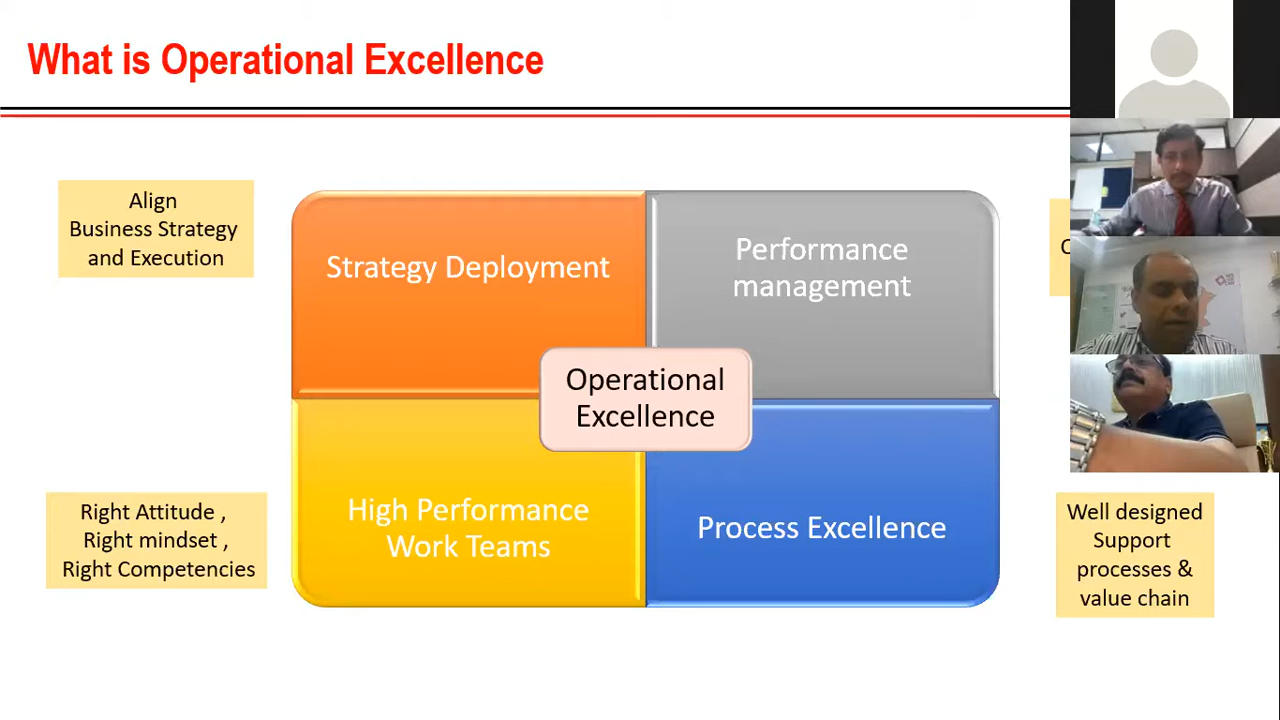 What is Operational Excellence
Align
Business Strategy
and Execution
Strategy Deployment
Performance
management
Operational
Excellence
Right Attitude ,
Right mindset ,
Right Competencies
High Performance
Work Teams
Process Excellence
Well designed
Support
processes &
value chain